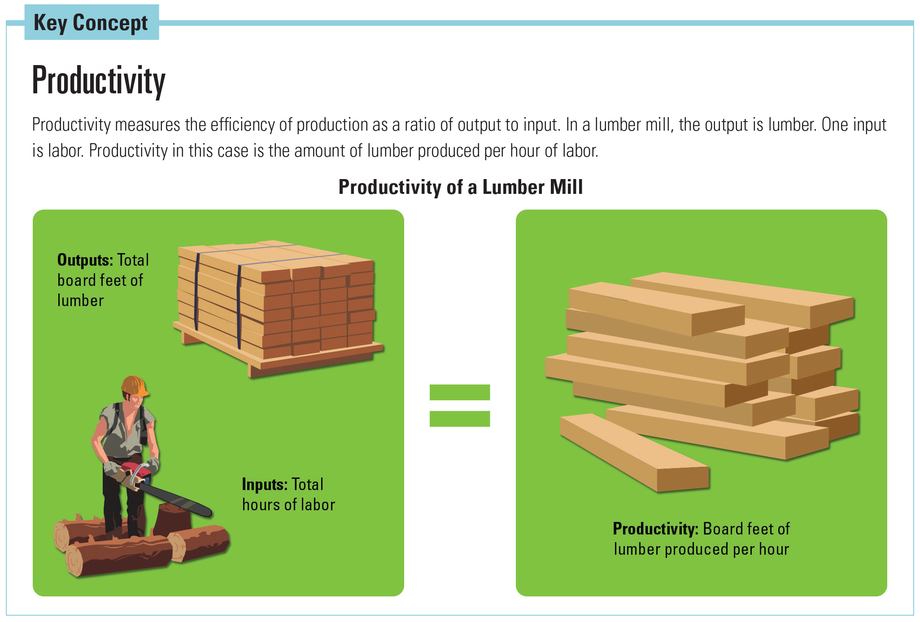 Key Concept
Productivity
Productivity measures the efficiency of production as a ratio of output to input. In a lumber mill, the output is lumber. One input
is labor. Productivity in this case is the amount of lumber produced per hour of labor.
Productivity of a Lumber Mill
Outputs: Total
board feet of
lumber
Inputs: Total
hours of labor
Productivity: Board feet of
lumber produced per hour